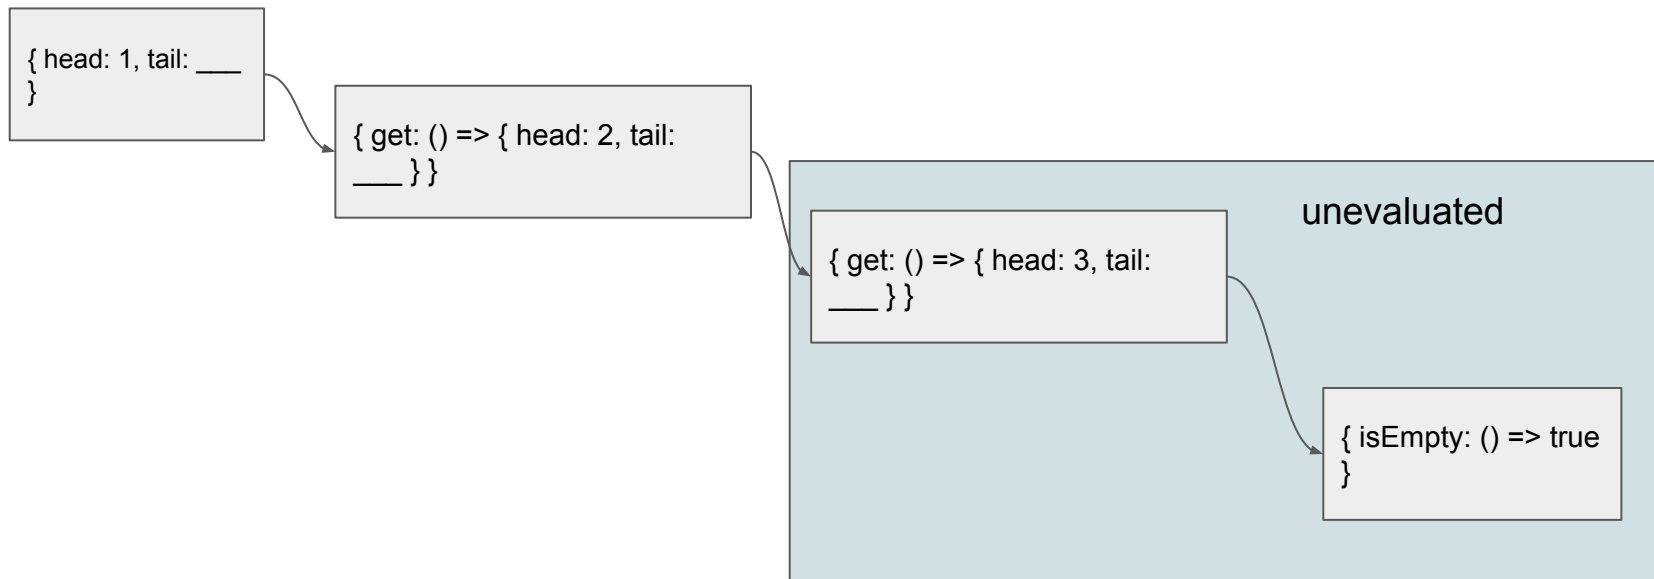 { head: 1, tail: ___
}
{ get: () => { head: 2, tail:
___ } }
unevaluated
{ get: () => { head: 3, tail:
___ } }
{ isEmpty: () => true
}